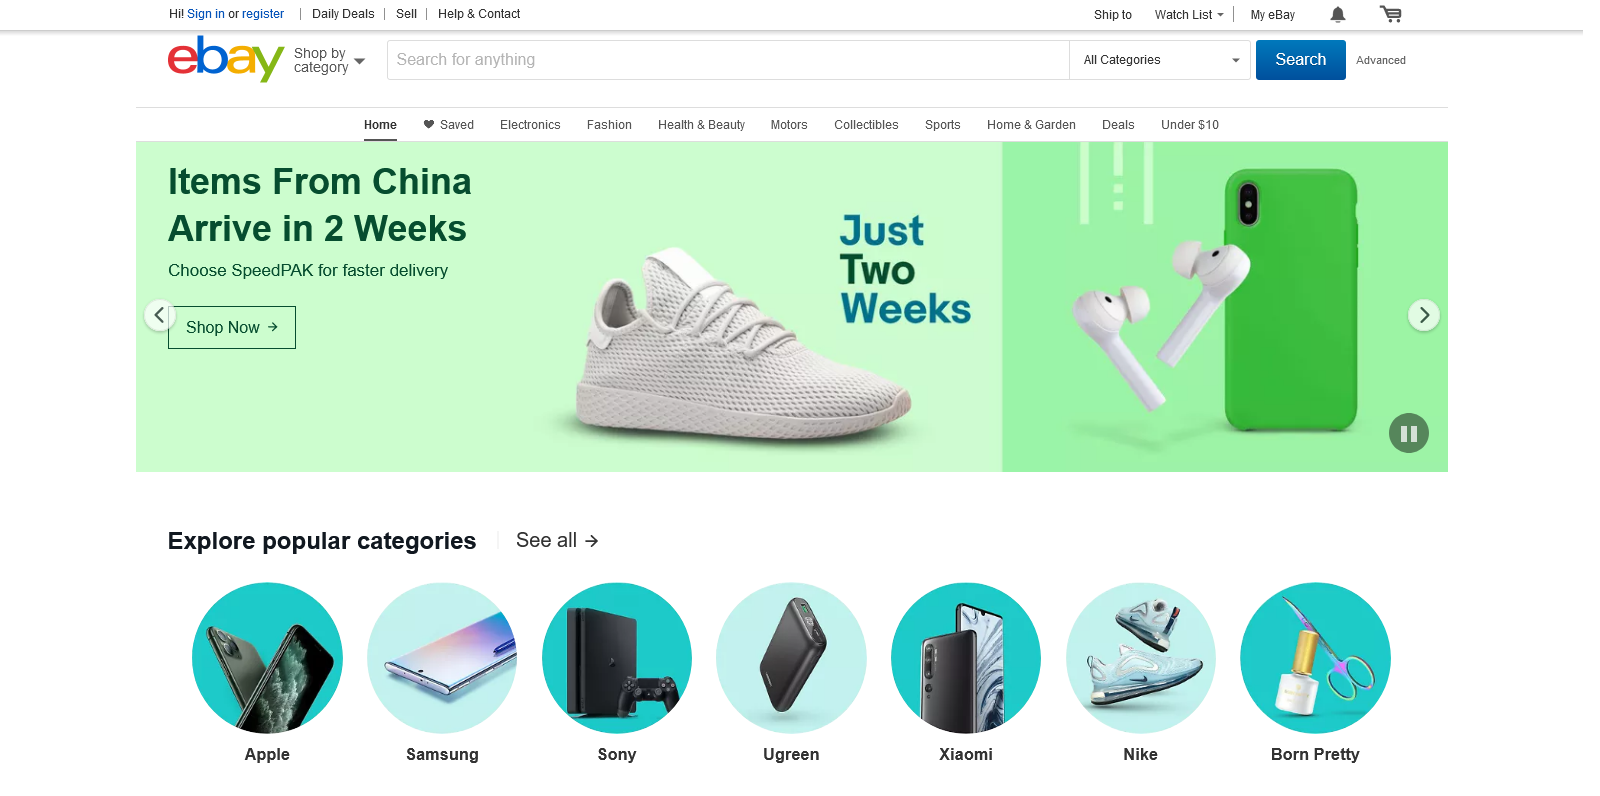 Hi! Sign in or register Daily Deals Sell Help & Contact Ship to Watch List My eBay
ebay Shop by category Search for anything All Categories Search Advanced
Home Saved Electronics Fashion Health & Beauty Motors Collectibles Sports Home & Garden Deals Under $10
Items From China
Arrive in 2 Weeks
Choose SpeedPAK for faster delivery
Shop Now
Just
Two
Weeks
Explore popular categories See all
Apple Samsung Sony Ugreen Xiaomi Nike Born Pretty